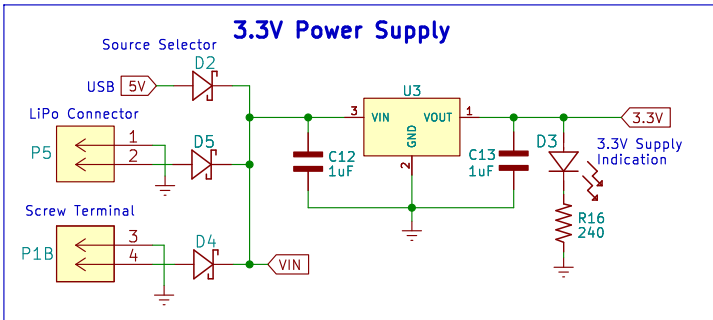 3.3V Power Supply
Source Selector
D2
USB 5V
LiPo Connector
P5
1
2
D5
Screw Terminal
P1B
3
4
D4
VIN
U3
3 VIN VOUT 1
GND
2
C12
1uF
C13
1uF
3.3V
D3
3.3V Supply
Indication
R16
240